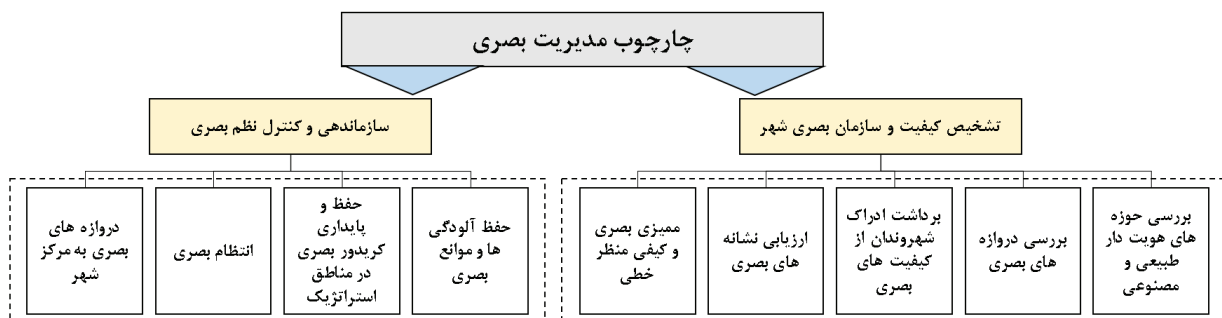 چارچوب مدیریت بصری
تشخیص کیفیت و سازمان بصری شهر
سازماندهی و کنترل نظم بصری
بررسی حوزه
های هویت دار
طبیعی و
مصنوعی
بررسی دروازه
های بصری
برداشت ادراک
شهروندان از
کیفیت های
بصری
ارزیابی نشانه
های بصری
ممیزی بصری
و کیفی منظر
خطی
حفظ آلودگی
ها و موانع
بصری
حفظ و
پایداری
کریدور بصری
در مناطق
استراتژیک
انتظام بصری
دروازه های
بصری به مرکز
شهر